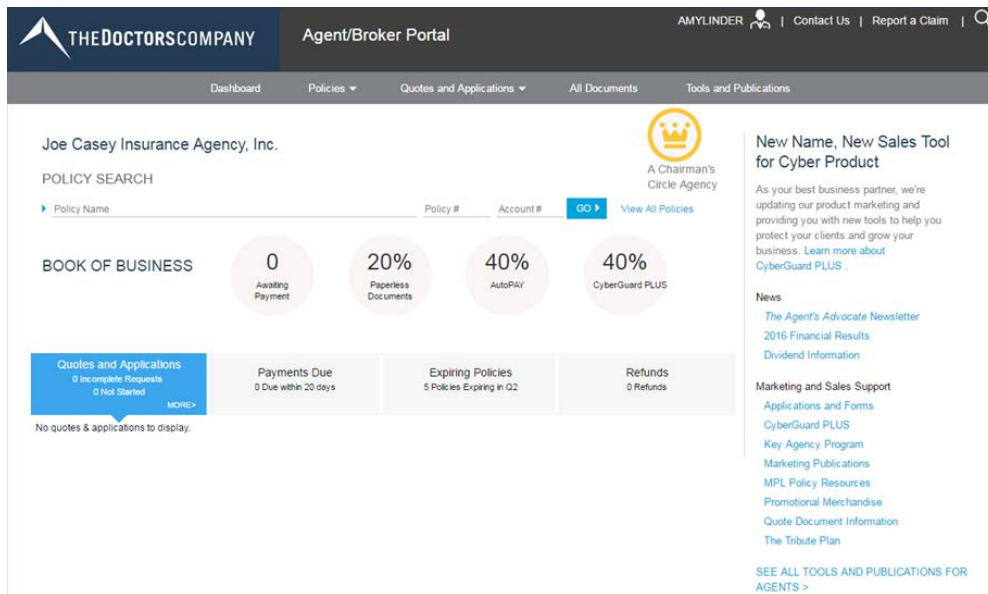 THEDOCTORSCOMPANY
Agent/Broker Portal
AMYLINDER | Contact Us | Report a Claim |
Dashboard
Policies
Quotes and Applications
All Documents
Tools and Publications
Joe Casey Insurance Agency, Inc.
A Chairman's
Circle Agency
POLICY SEARCH
Policy Name
Policy #
Account #
GO
View All Policies
BOOK OF BUSINESS
0
Awaiting
Payment
20%
Paperless
Documents
40%
AutoPAY
40%
CyberGuard PLUS
Quotes and Applications
0 Incomplete Requests
0 Not Started
MORE>
Payments Due
0 Due within 20 days
Expiring Policies
5 Policies Expiring in Q2
Refunds
0 Refunds
No quotes & applications to display.
New Name, New Sales Tool
for Cyber Product
As your best business partner, we're
updating our product marketing and
providing you with new tools to help you
protect your clients and grow your
business. Learn more about
CyberGuard PLUS .
News
The Agent's Advocate Newsletter
2016 Financial Results
Dividend Information
Marketing and Sales Support
Applications and Forms
CyberGuard PLUS
Key Agency Program
Marketing Publications
MPL Policy Resources
Promotional Merchandise
Quote Document Information
The Tribute Plan
SEE ALL TOOLS AND PUBLICATIONS FOR
AGENTS >